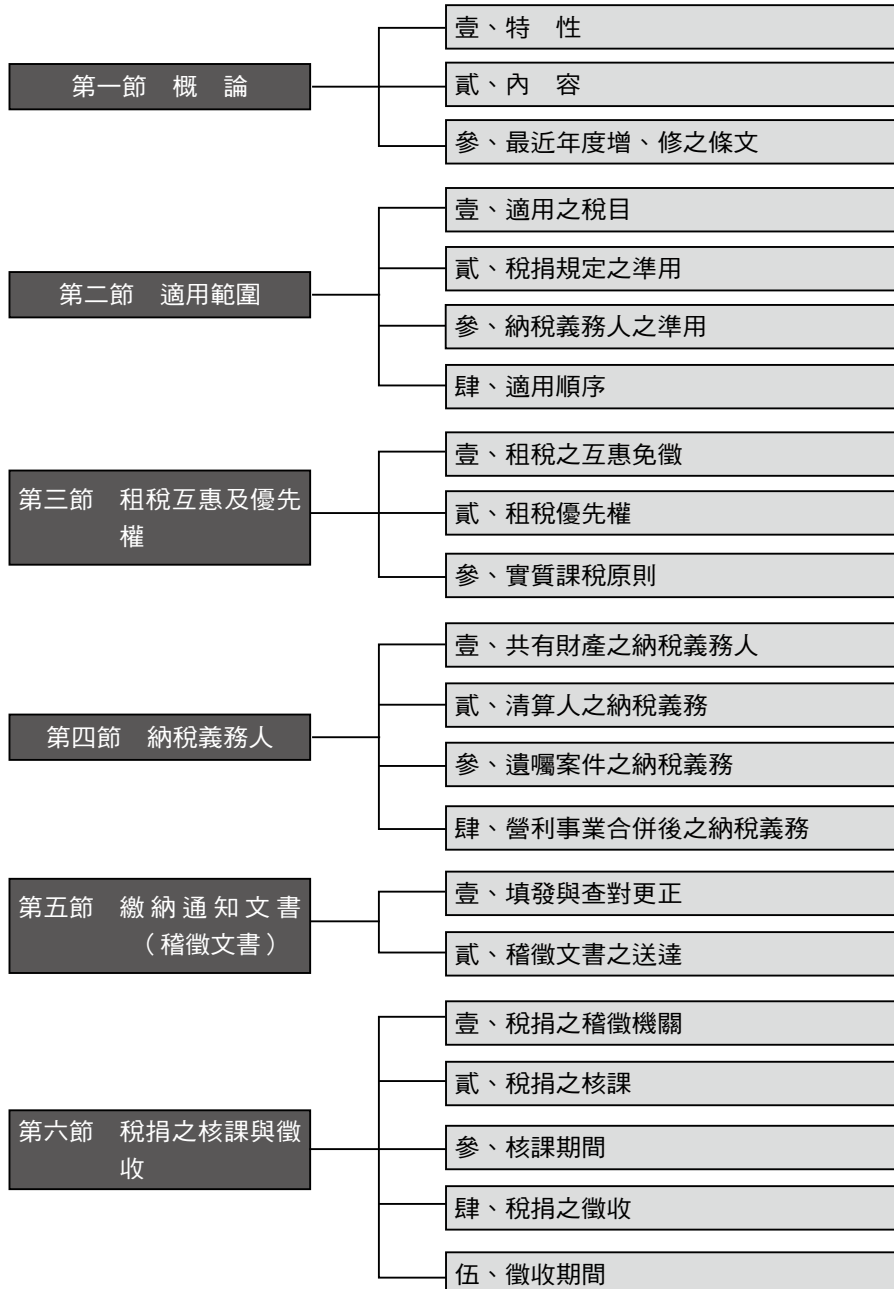 第一節　概　論
壹、特　性
貳、內　容
參、最近年度增、修之條文
第二節　適用範圍
壹、適用之稅目
貳、稅捐規定之準用
參、納稅義務人之準用
肆、適用順序
第三節　租稅互惠及優先
權
壹、租稅之互惠免徵
貳、租稅優先權
參、實質課稅原則
第四節　納稅義務人
壹、共有財產之納稅義務人
貳、清算人之納稅義務
參、遺囑案件之納稅義務
肆、營利事業合併後之納稅義務
第五節　繳納通知文書
（稽徵文書）
壹、填發與查對更正
貳、稽徵文書之送達
第六節　稅捐之核課與徵
收
壹、稅捐之稽徵機關
貳、稅捐之核課
參、核課期間
肆、稅捐之徵收
伍、徵收期間